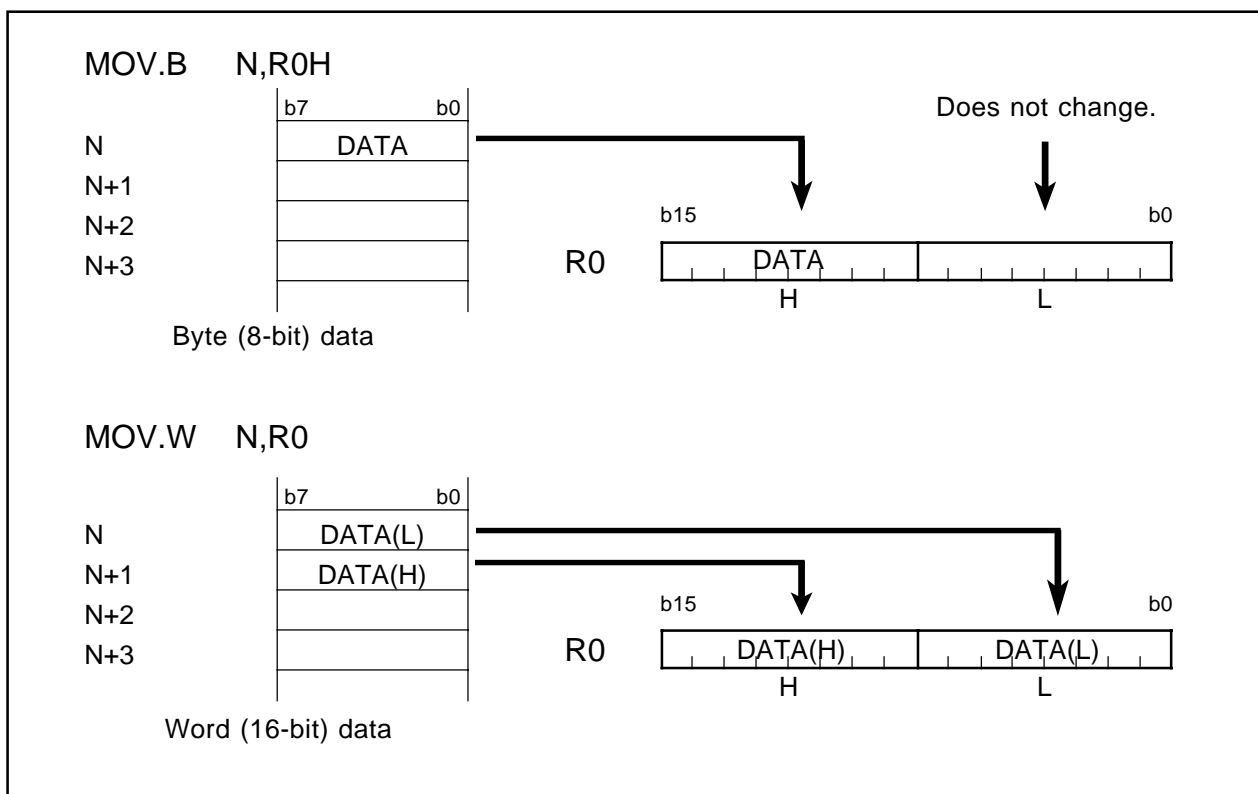 MOV.B N,R0H
b7 b0
Does not change.
N DATA
N+1
N+2
b15 b0
N+3
R0 DATA
H L
Byte (8-bit) data
MOV.W N,R0
b7 b0
N DATA(L)
N+1 DATA(H)
N+2
b15 b0
N+3
R0 DATA(H) DATA(L)
H L
Word (16-bit) data